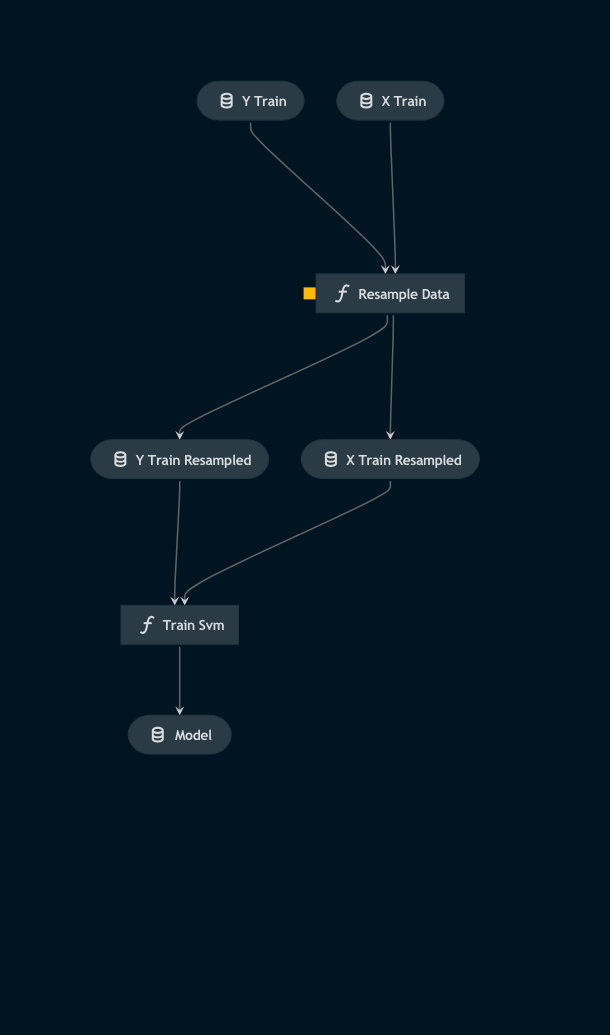 Y Train
X Train
Resample Data
Y Train Resampled
X Train Resampled
Train Svm
Model